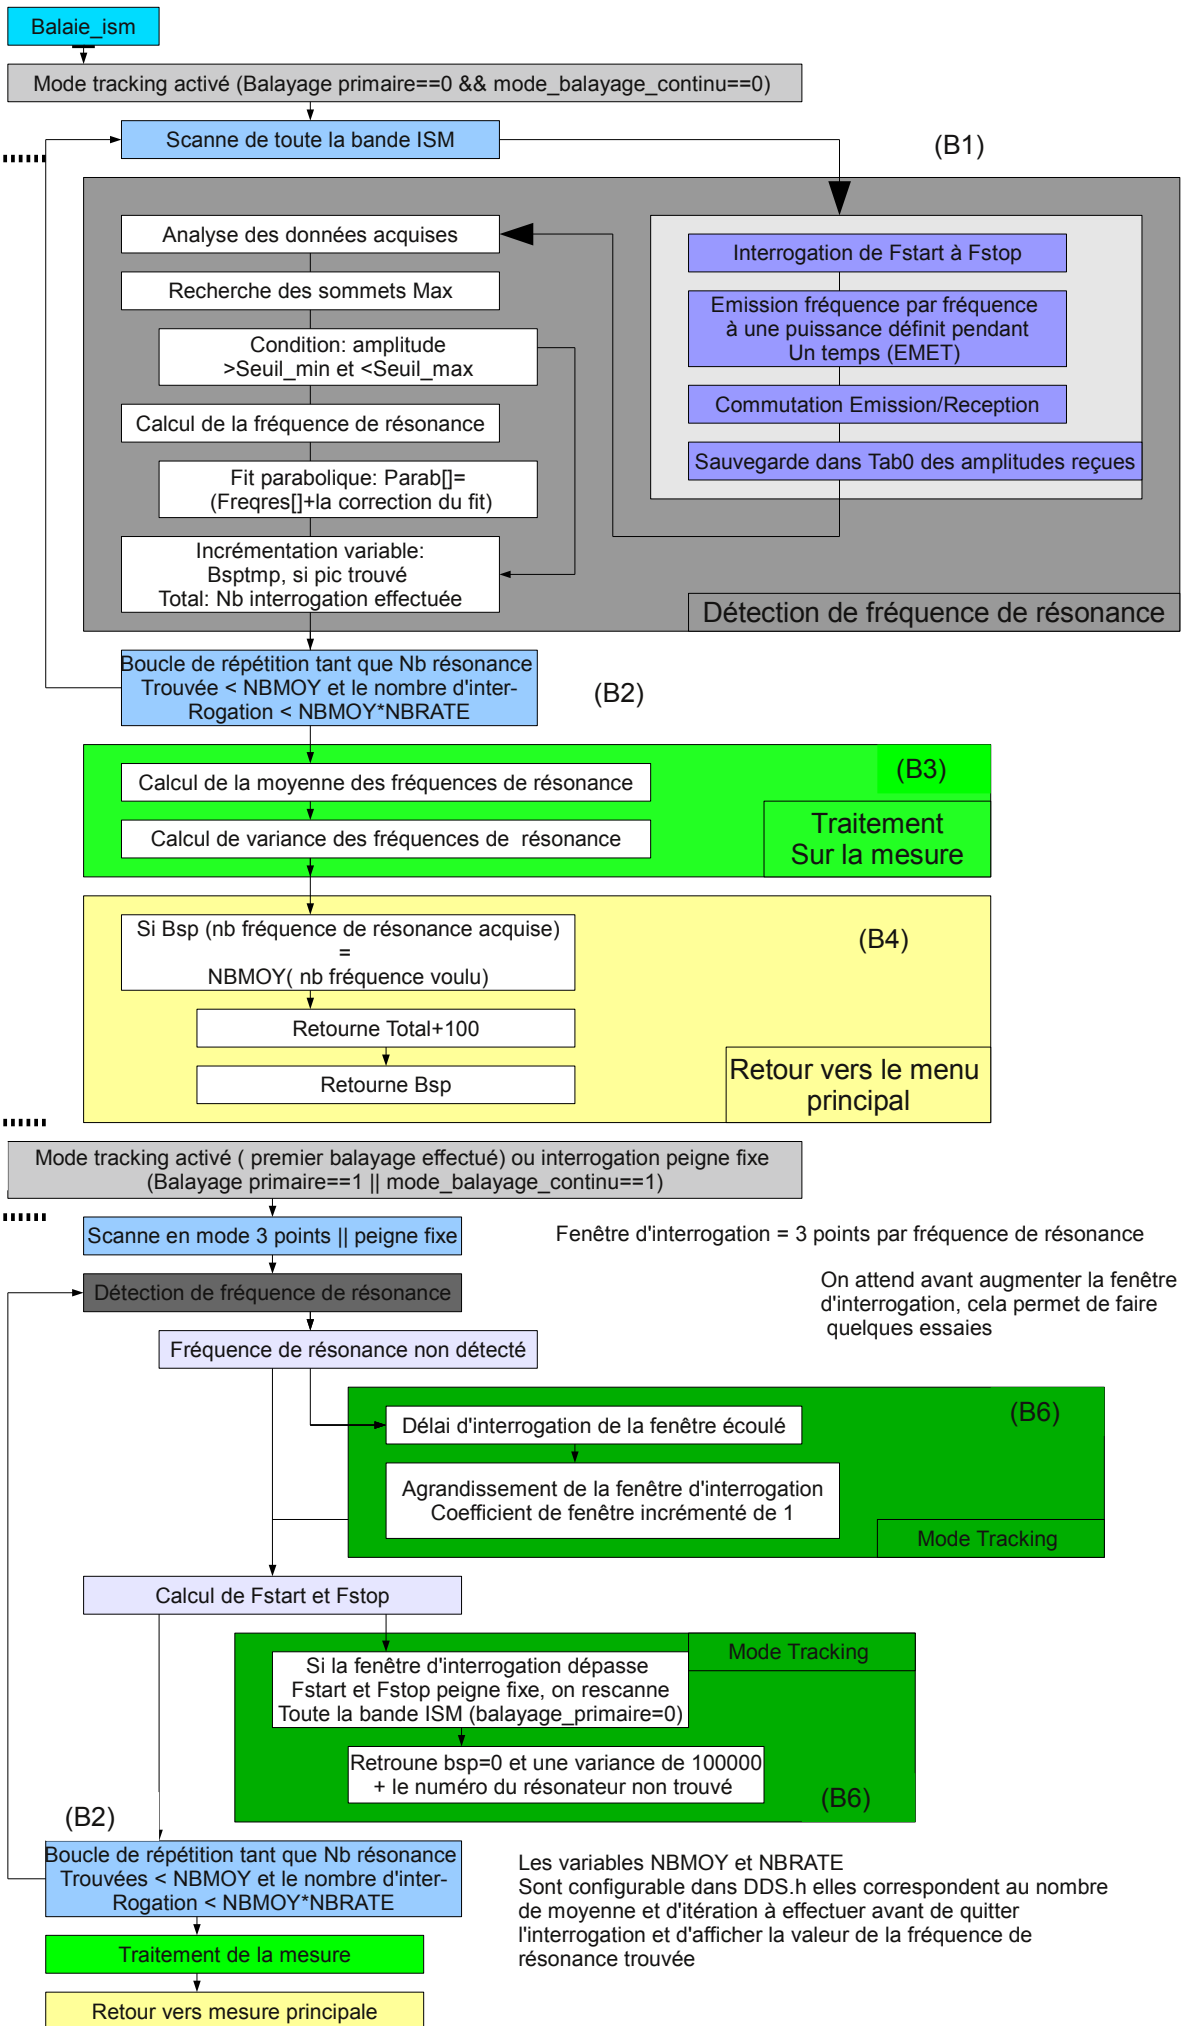 Balaie_ism
Mode tracking activé (Balayage primaire==0 && mode_balayage_continu==0)
Scanne de toute la bande ISM
(B1)
Analyse des données acquises
Recherche des sommets Max
Condition: amplitude
>Seuil_min et <Seuil_max
Calcul de la fréquence de résonance
Fit parabolique: Parab[]=
(Freqres[]+la correction du fit)
Incrémentation variable:
Bsptmp, si pic trouvé
Total: Nb interrogation effectuée
Interrogation de Fstart à Fstop
Emission fréquence par fréquence
à une puissance définit pendant
Un temps (EMET)
Commutation Emission/Reception
Sauvegarde dans Tab0 des amplitudes reçues
Détection de fréquence de résonance
Boucle de répétition tant que Nb résonance
Trouvée < NBMOY et le nombre d'inter-
Rogation < NBMOY*NBRATE
(B2)
Calcul de la moyenne des fréquences de résonance
Calcul de variance des fréquences de  résonance
(B3)
Traitement
Sur la mesure
Si Bsp (nb fréquence de résonance acquise)
=
NBMOY( nb fréquence voulu)
Retourne Total+100
Retourne Bsp
(B4)
Retour vers le menu
principal
Mode tracking activé ( premier balayage effectué) ou interrogation peigne fixe
(Balayage primaire==1 || mode_balayage_continu==1)
Scanne en mode 3 points || peigne fixe
Fenêtre d'interrogation = 3 points par fréquence de résonance
Détection de fréquence de résonance
On attend avant augmenter la fenêtre
d'interrogation, cela permet de faire
quelques essaies
Fréquence de résonance non détecté
Délai d'interrogation de la fenêtre écoulé
(B6)
Agrandissement de la fenêtre d'interrogation
Coefficient de fenêtre incrémenté de 1
Mode Tracking
Calcul de Fstart et Fstop
Mode Tracking
Si la fenêtre d'interrogation dépasse
Fstart et Fstop peigne fixe, on rescanne
Toute la bande ISM (balayage_primaire=0)
Retroune bsp=0 et une variance de 100000
+ le numéro du résonateur non trouvé
(B6)
(B2)
Boucle de répétition tant que Nb résonance
Trouvées < NBMOY et le nombre d'inter-
Rogation < NBMOY*NBRATE
Les variables NBMOY et NBRATE
Sont configurable dans DDS.h elles correspondent au nombre
de moyenne et d'itération à effectuer avant de quitter
l'interrogation et d'afficher la valeur de la fréquence de
résonance trouvée
Traitement de la mesure
Retour vers mesure principale